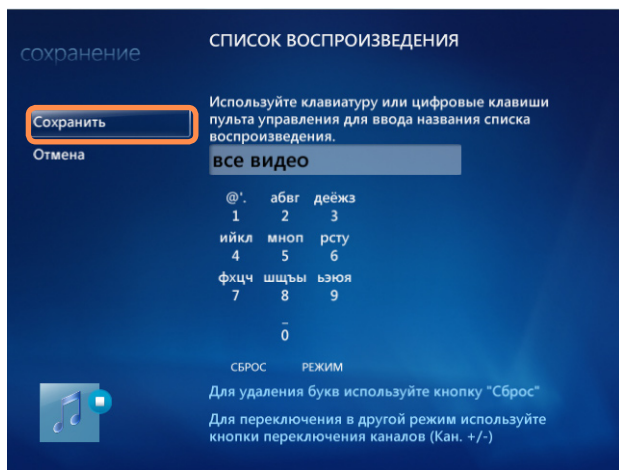 сохранение
СПИСОК ВОСПРОИЗВЕДЕНИЯ
Сохранить
Отмена
Используйте клавиатуру или цифровые клавиши
пульта управления для ввода названия списка
воспроизведения.
все видео
@'. абвг деёжз
1 2 3
ийкл мноп рсту
4 5 6
фхцч шщъы ьэюя
7 8 9
_
0
СБРОС РЕЖИМ
Для удаления букв используйте кнопку "Сброс"
Для переключения в другой режим используйте
кнопки переключения каналов (Кан. +/-)